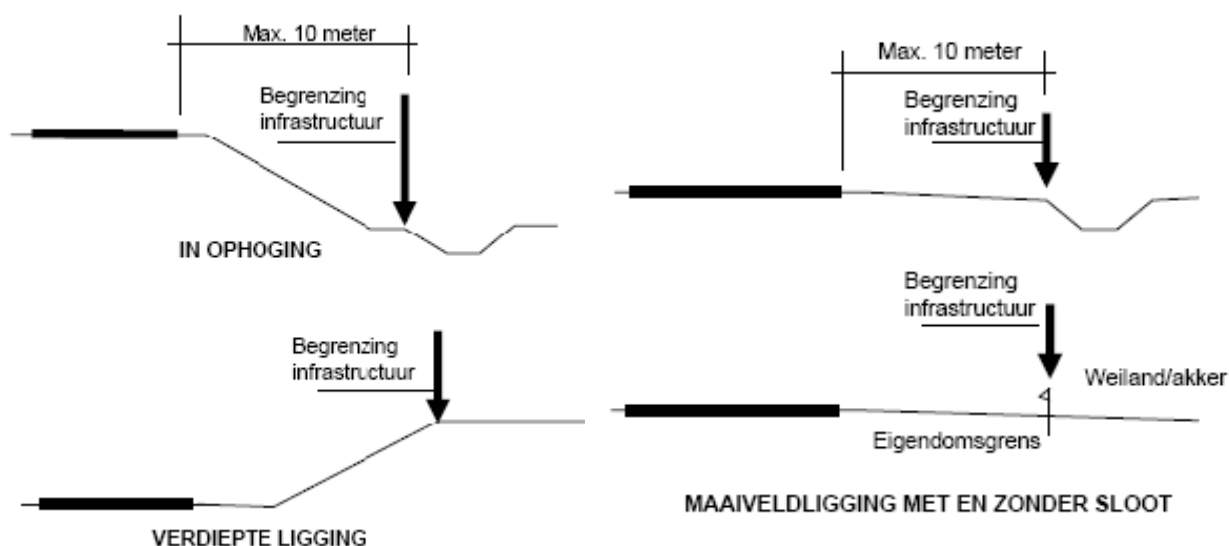 Max. 10 meter
Begrenzing
infrastructuur
IN OPHOGING
Begrenzing
infrastructuur
VERDIEPTE LIGGING
Max. 10 meter
Begrenzing
infrastructuur
Begrenzing
infrastructuur
Weiland/akker
Eigendomsgrens
MAAIVELDLIGGING MET EN ZONDER SLOOT